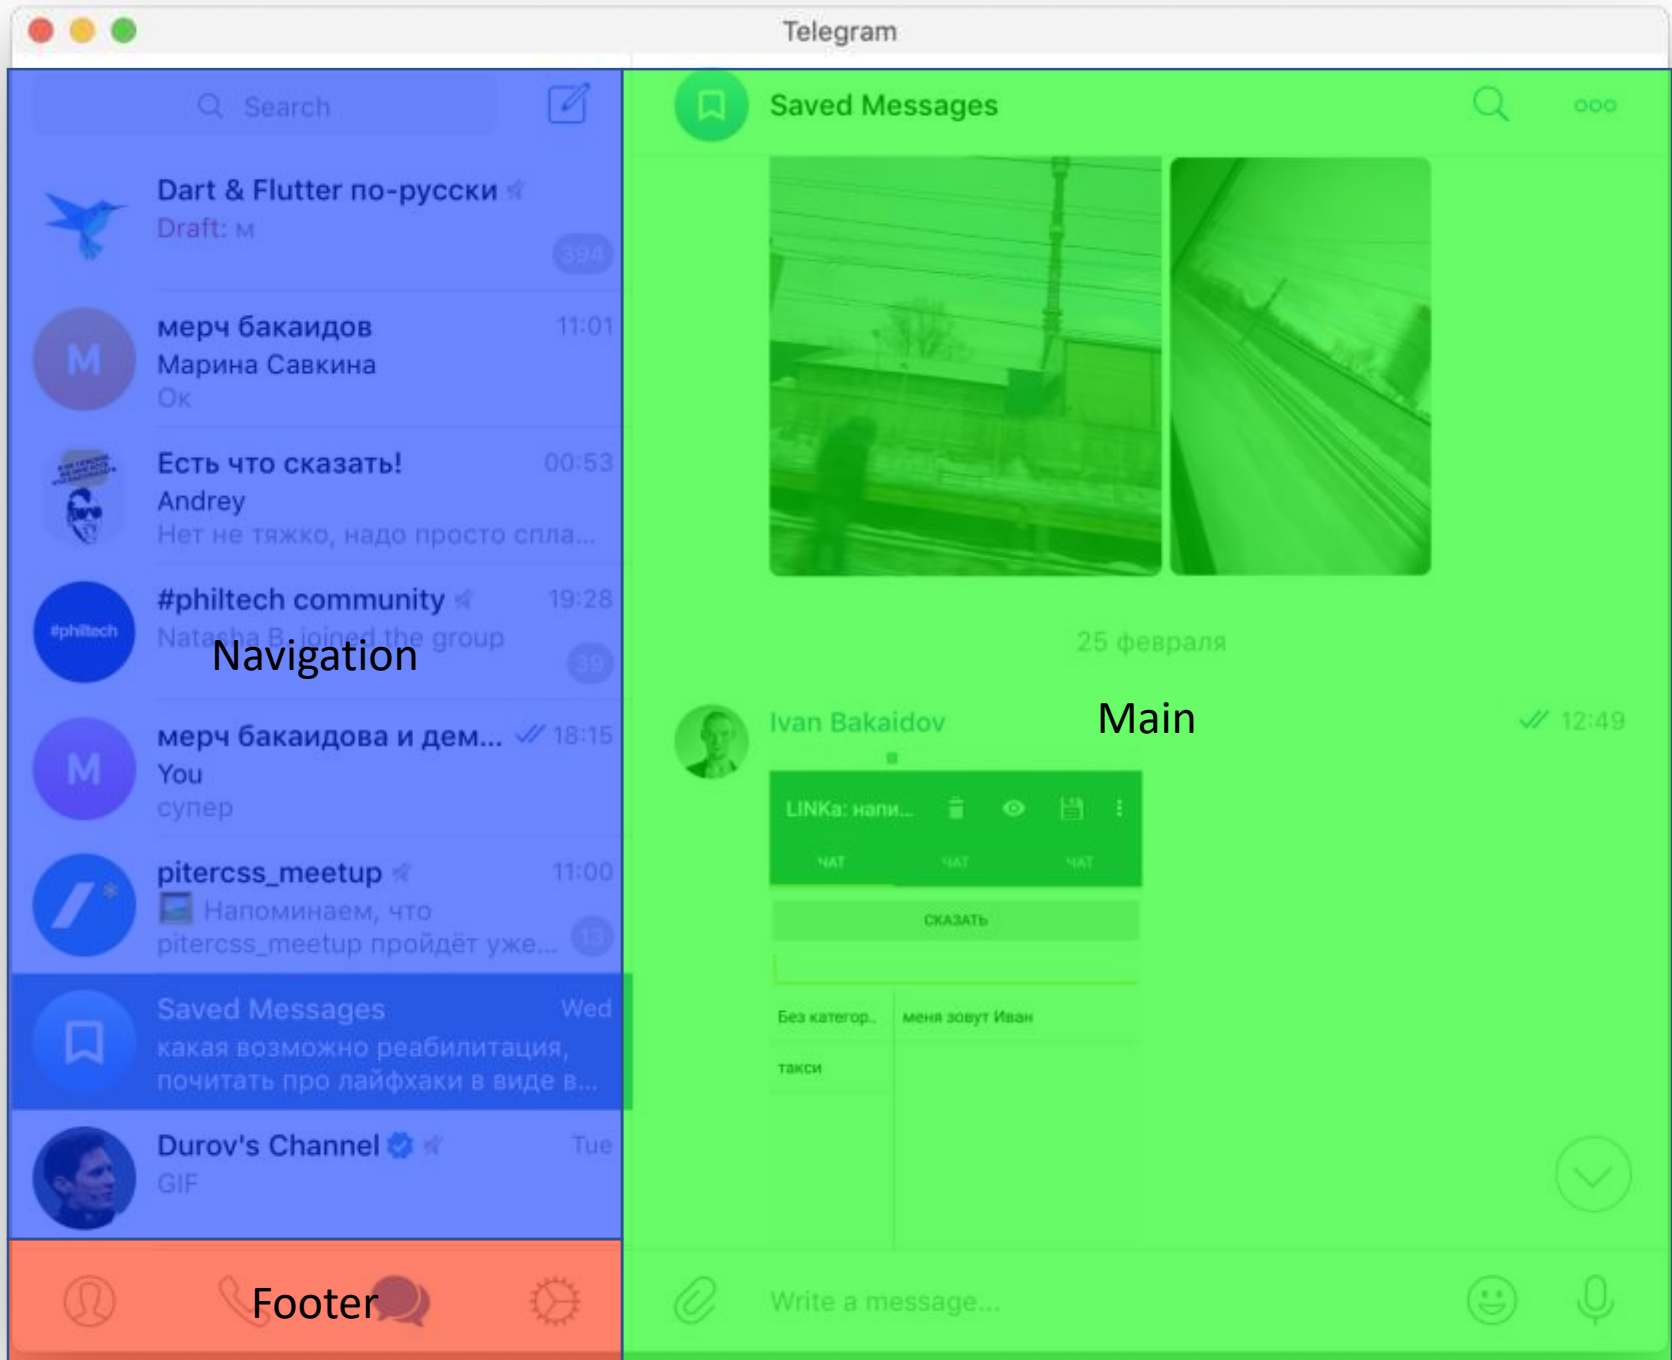 Telegram
Search
Dart & Flutter по-русски
Draft: м
394
мерч бакаидов
11:01
Марина Савкина
Ок
М
Есть что сказать!
00:53
Andrey
Нет не тяжко, надо просто спла...
#philtech community
19:28
Natasha B. joined the group
39
#philtech
Navigation
мерч бакаидова и дем...
18:15
You
супер
М
pitercss_meetup
11:00
Напоминаем, что
pitercss_meetup пройдёт уже...
13
Saved Messages
Wed
какая возможно реабилитация,
почитать про лайфхаки в виде в...
Durov's Channel
Tue
GIF
Footer
Saved Messages
25 февраля
Main
Ivan Bakaidov
12:49
LINKa: напи...
ЧАТ
ЧАТ
ЧАТ
СКАЗАТЬ
Без категор..
меня зовут Иван
такси
Write a message...